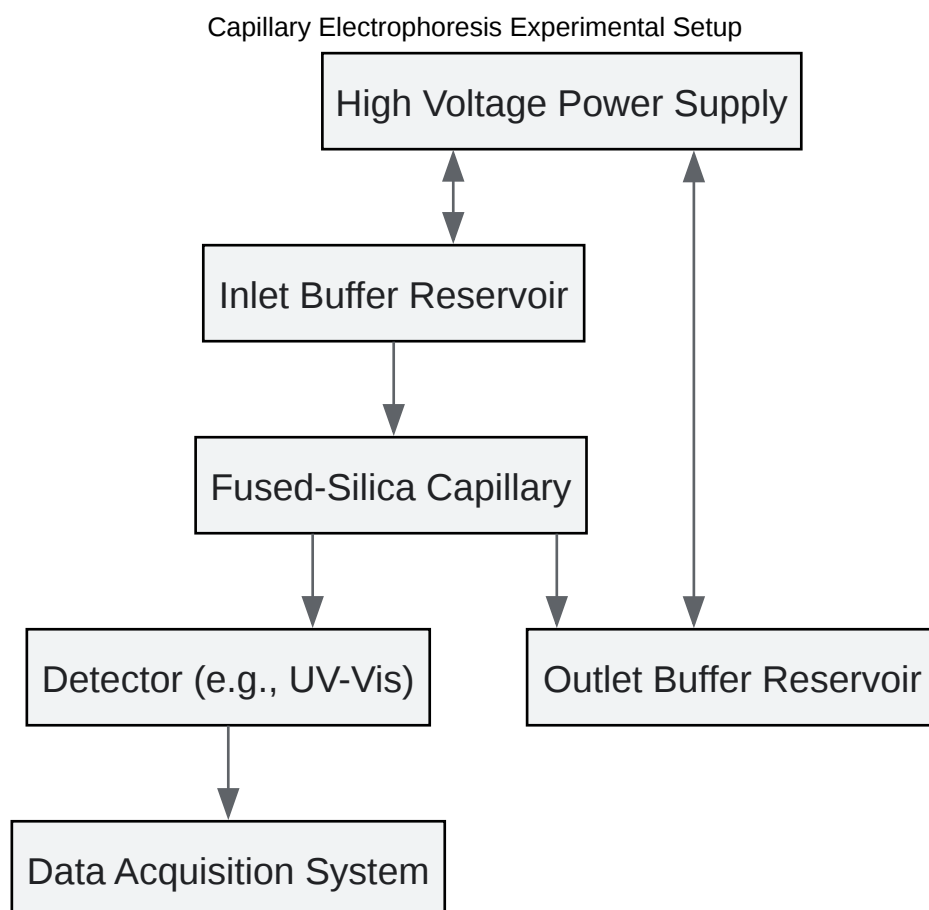 Capillary Electrophoresis Experimental Setup
High Voltage Power Supply
Inlet Buffer Reservoir
Fused-Silica Capillary
Detector (e.g., UV-Vis)
Outlet Buffer Reservoir
Data Acquisition System